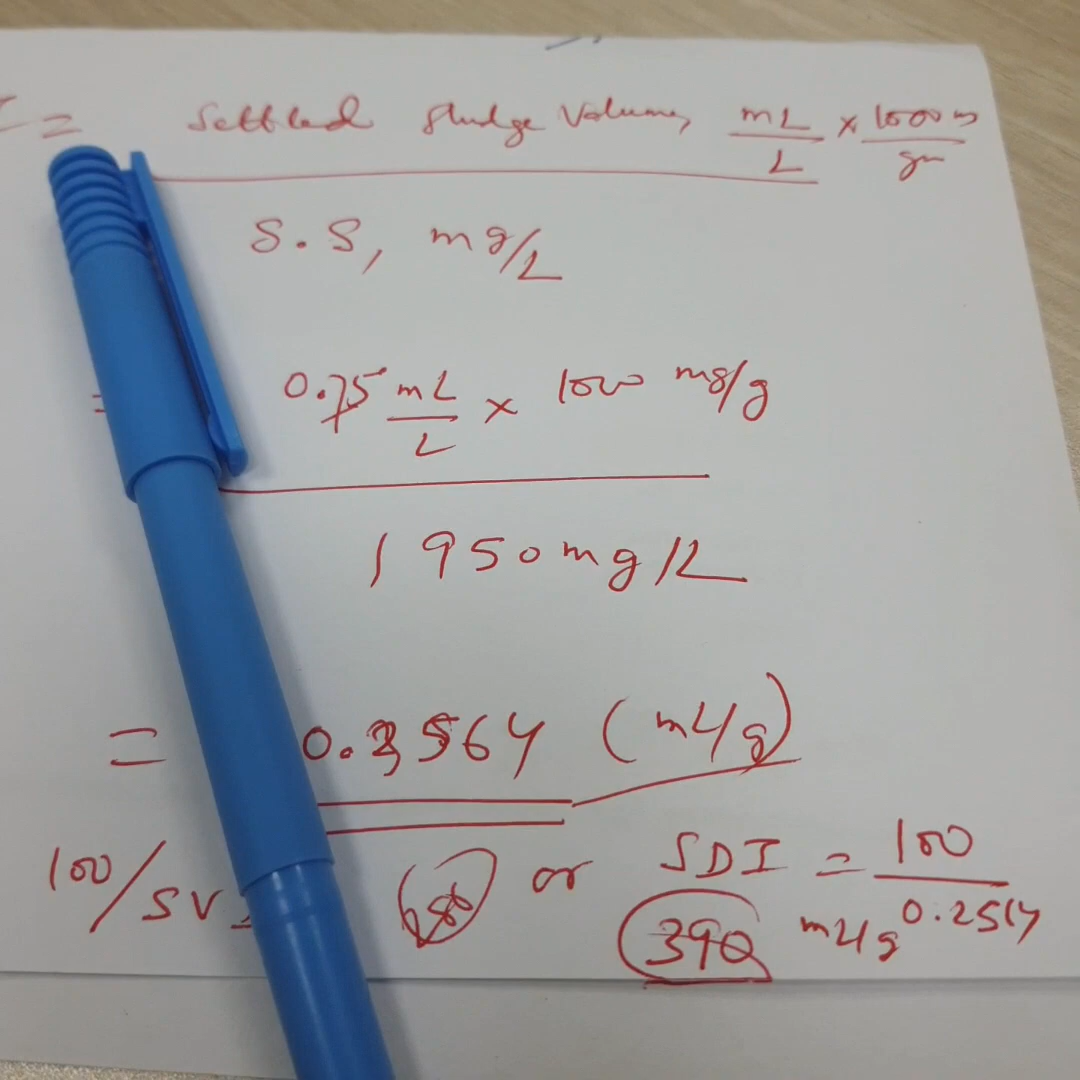 I = Settled Sludge Volume, mL/L × 1000 m/gm
S.S, mg/L
= 0.75 mL/L × 1000 mg/g
1950 mg/L
= 0.3564 (mL/g)
100/SV or SDI = 100/0.2564
390 mL/g